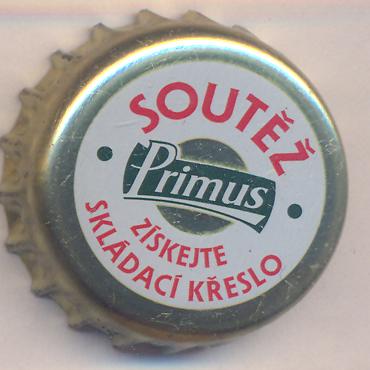 SOUTĚŽ
Primus
ZÍSKEJTE
SKLÁDACÍ KŘESLO